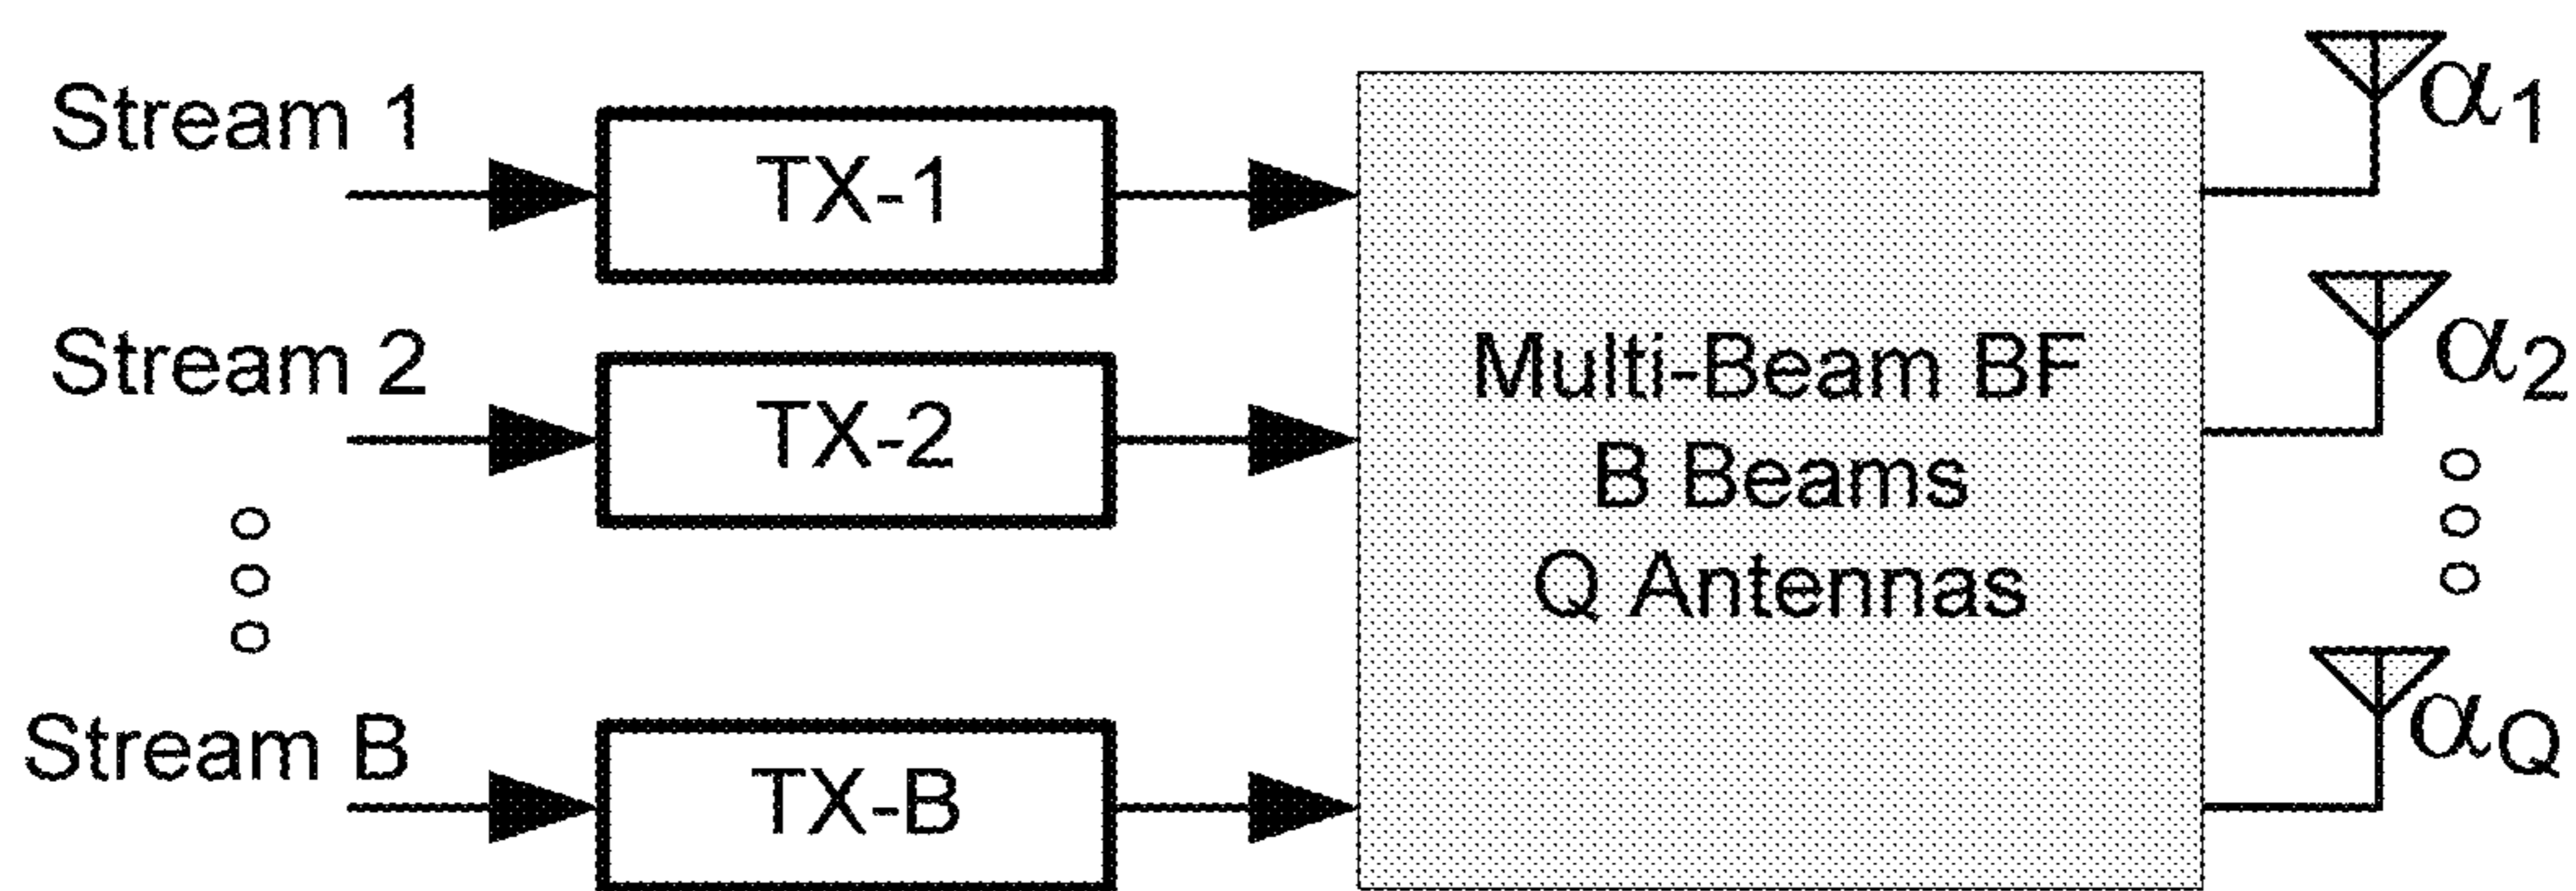 Stream 1
TX-1
α1
Stream 2
TX-2
α2
Multi-Beam BF
B Beams
Q Antennas
Stream B
TX-B
αQ